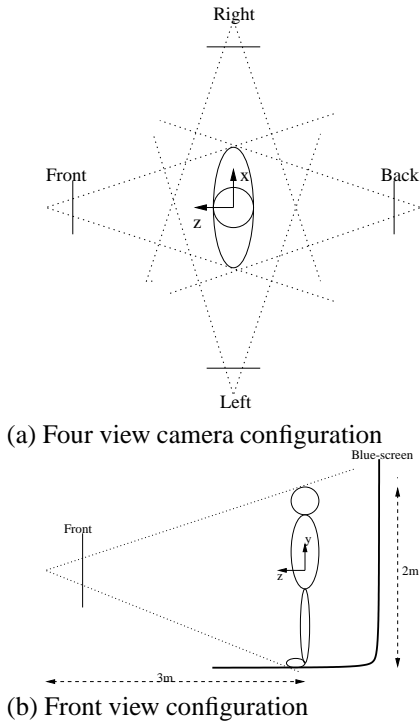 Right
Front
Back
x
z
Left
(a) Four view camera configuration
Blue-screen
Front
y
z
2m
3m
(b) Front view configuration